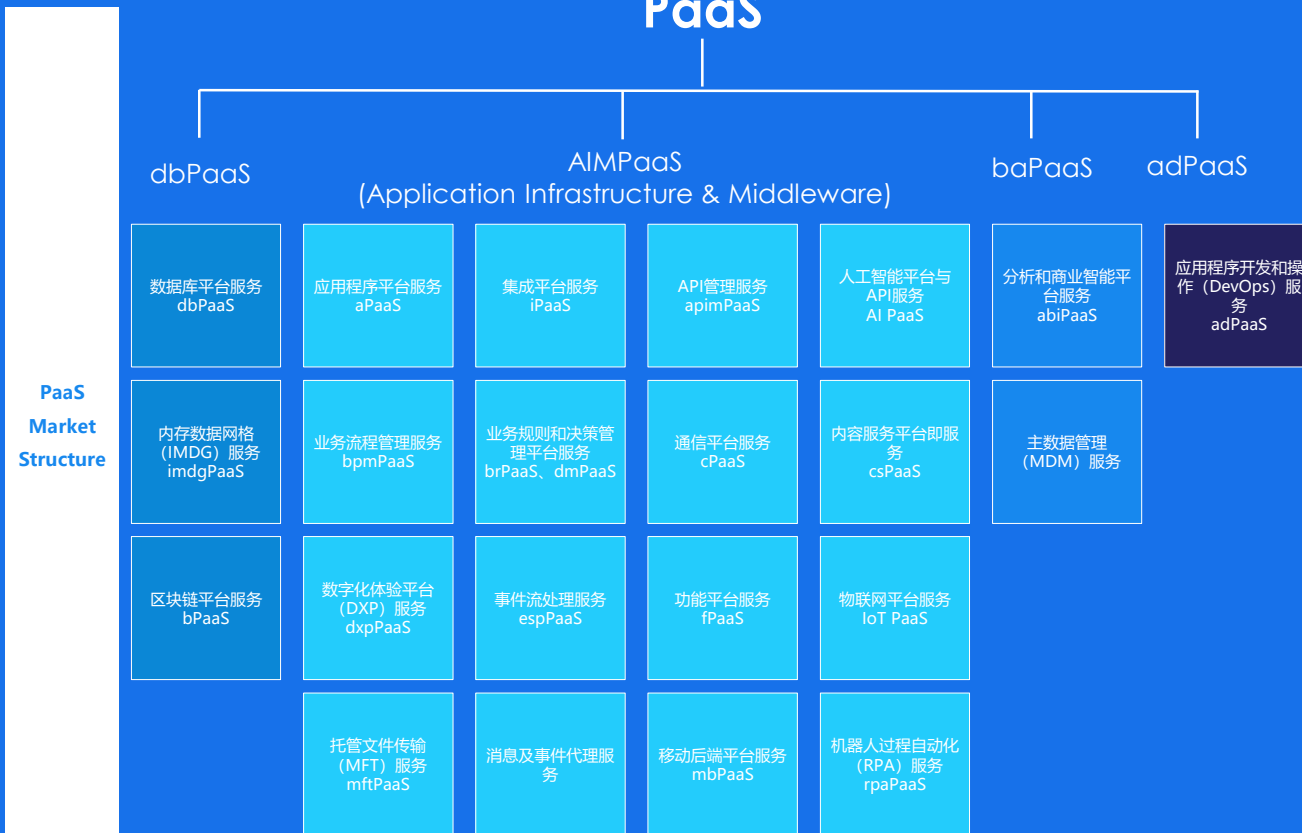 PaaS
dbPaaS
AIMPaaS
(Application Infrastructure & Middleware)
baPaaS
adPaaS
PaaS
Market
Structure
数据库平台服务
dbPaaS
应用程序平台服务
aPaaS
集成平台服务
iPaaS
API管理服务
apimPaaS
人工智能平台与
API服务
AI PaaS
分析和商业智能平
台服务
abiPaaS
应用程序开发和操
作（DevOps）服
务
adPaaS
内存数据网格
（IMDG）服务
imdgPaaS
业务流程管理服务
bpmPaaS
业务规则和决策管
理平台服务
brPaaS、dmPaaS
通信平台服务
cPaaS
内容服务平台即服
务
csPaaS
主数据管理
（MDM）服务
区块链平台服务
bPaaS
数字化体验平台
（DXP）服务
dxpPaaS
事件流处理服务
espPaaS
功能平台服务
fPaaS
物联网平台服务
IoT PaaS
托管文件传输
（MFT）服务
mftPaaS
消息及事件代理服
务
移动后端平台服务
mbPaaS
机器人过程自动化
（RPA）服务
rpaPaaS